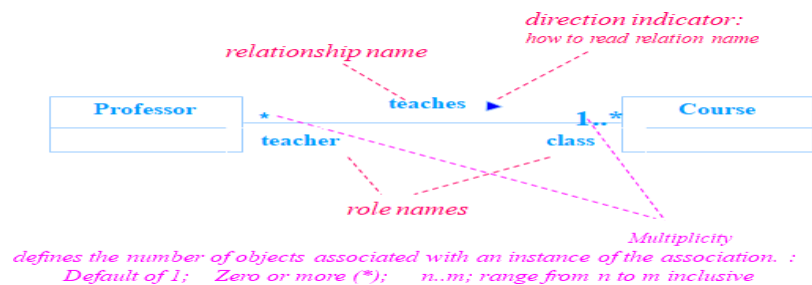 direction indicator:
how to read relation name
relationship name
teaches
Professor
Course
*
1..*
teacher
class
role names
Multiplicity
defines the number of objects associated with an instance of the association. :
Default of 1; Zero or more (*); n..m; range from n to m inclusive